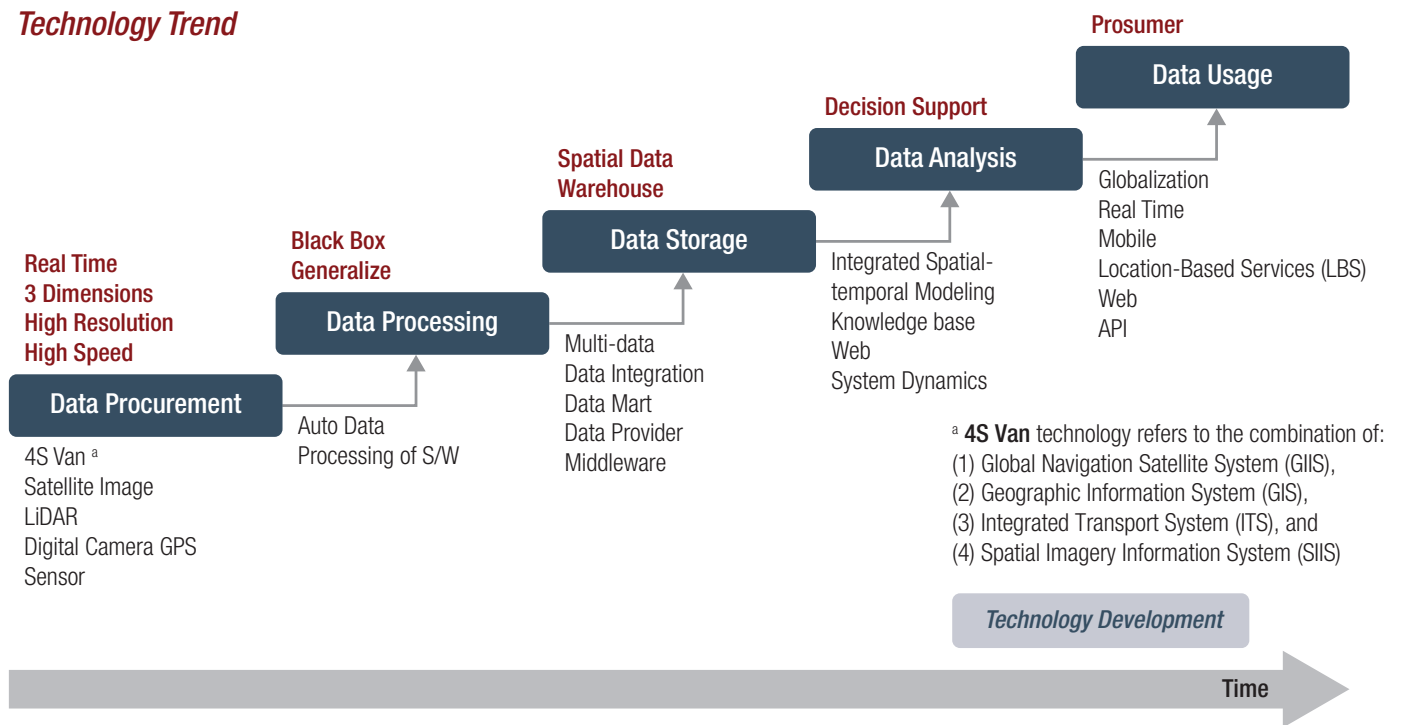 Technology Trend
Real Time
3 Dimensions
High Resolution
High Speed
Data Procurement
4S Van a
Satellite Image
LiDAR
Digital Camera GPS
Sensor
Black Box
Generalize
Data Processing
Auto Data
Processing of S/W
Spatial Data
Warehouse
Data Storage
Multi-data
Data Integration
Data Mart
Data Provider
Middleware
Decision Support
Data Analysis
Integrated Spatial-
temporal Modeling
Knowledge base
Web
System Dynamics
Prosumer
Data Usage
Globalization
Real Time
Mobile
Location-Based Services (LBS)
Web
API
a 4S Van technology refers to the combination of:
(1) Global Navigation Satellite System (GIIS),
(2) Geographic Information System (GIS),
(3) Integrated Transport System (ITS), and
(4) Spatial Imagery Information System (SIIS)
Technology Development
Time